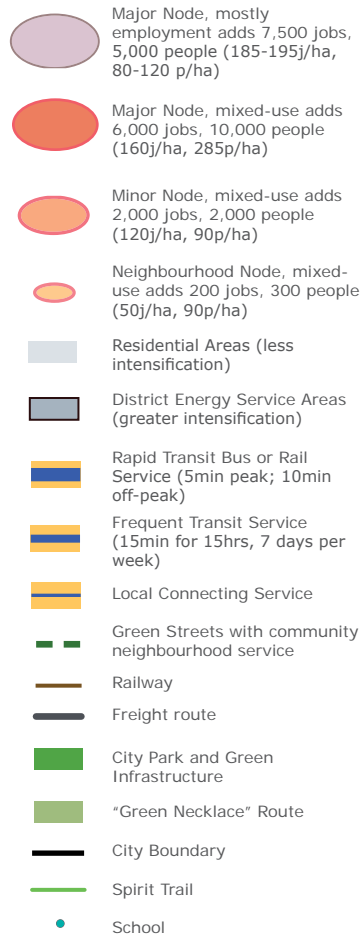 Major Node, mostly
employment adds 7,500 jobs,
5,000 people (185-195j/ha,
80-120 p/ha)
Major Node, mixed-use adds
6,000 jobs, 10,000 people
(160j/ha, 285p/ha)
Minor Node, mixed-use adds
2,000 jobs, 2,000 people
(120j/ha, 90p/ha)
Neighbourhood Node, mixed-
use adds 200 jobs, 300 people
(50j/ha, 90p/ha)
Residential Areas (less
intensification)
District Energy Service Areas
(greater intensification)
Rapid Transit Bus or Rail
Service (5min peak; 10min
off-peak)
Frequent Transit Service
(15min for 15hrs, 7 days per
week)
Local Connecting Service
Green Streets with community
neighbourhood service
Railway
Freight route
City Park and Green
Infrastructure
“Green Necklace” Route
City Boundary
Spirit Trail
School